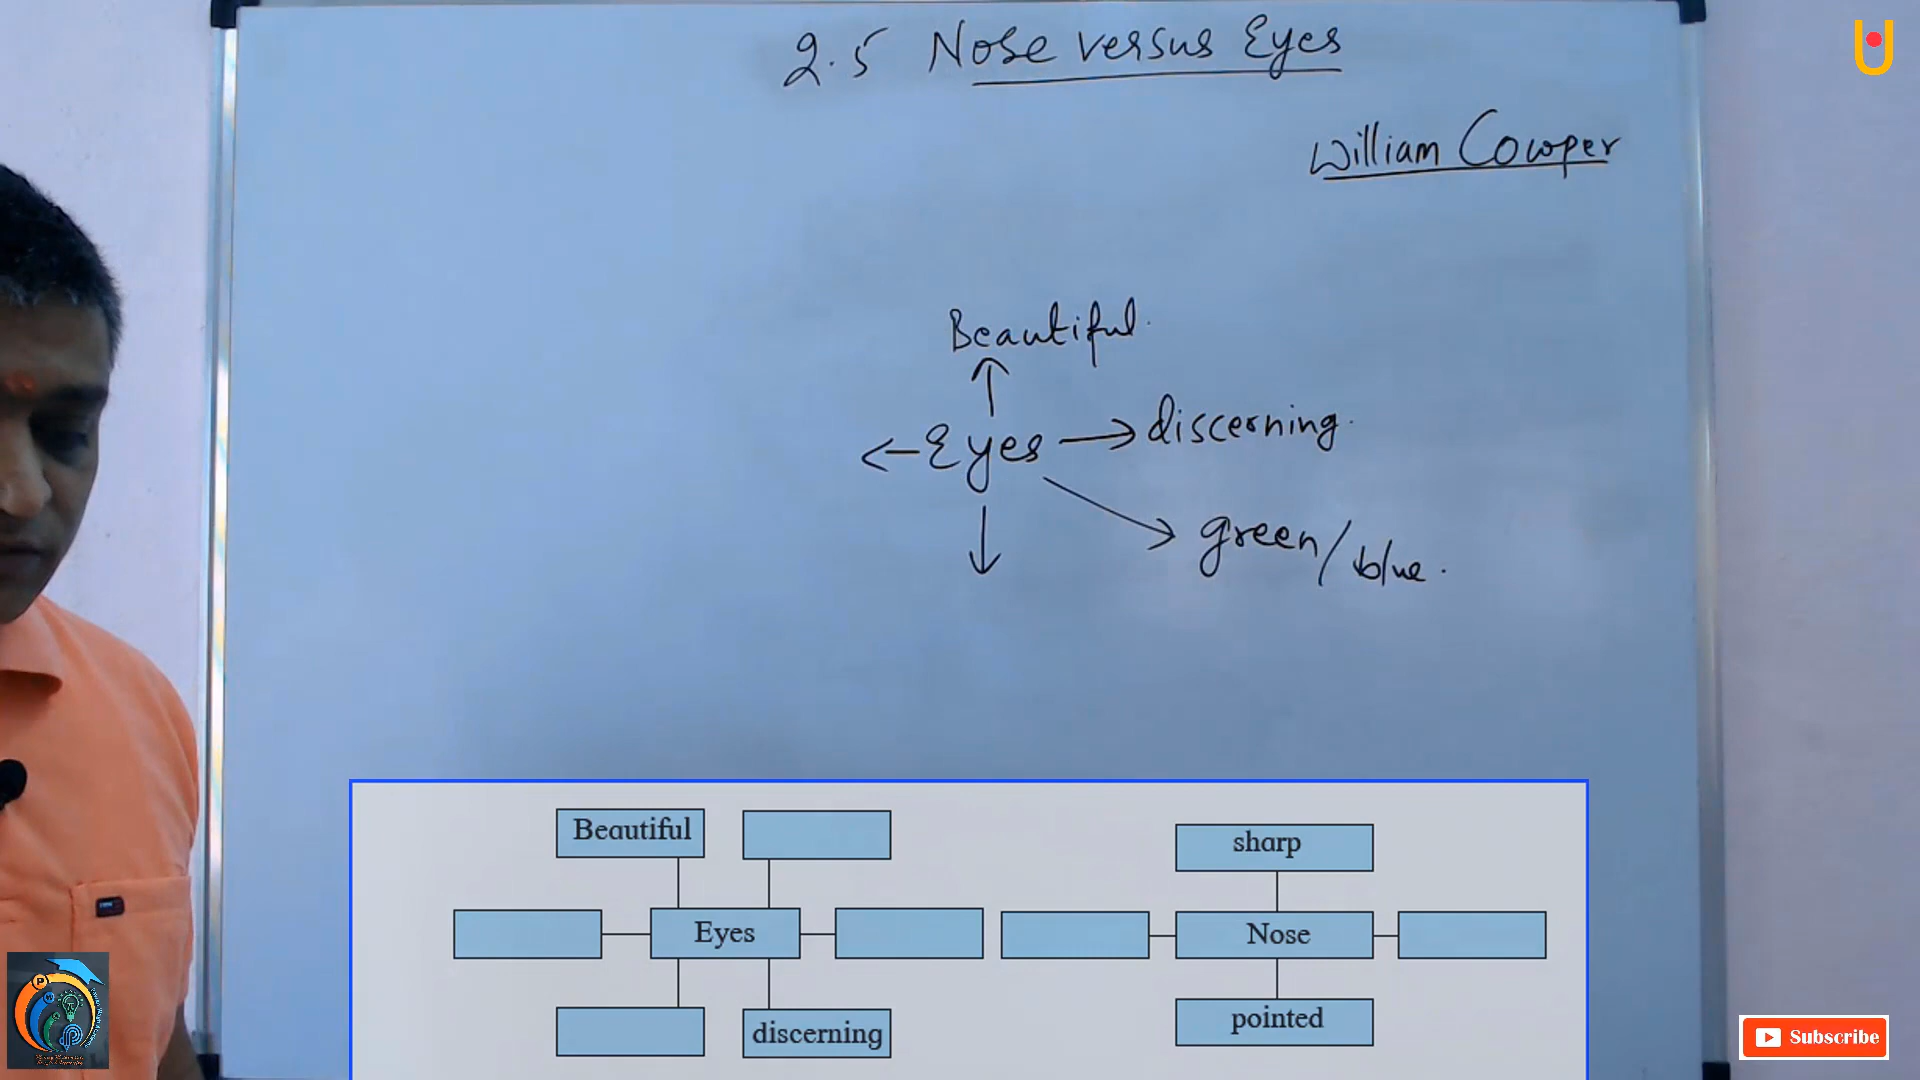 2.5 Nose versus Eyes
William Cowper
Beautiful.
Eyes
discerning.
green/blue.
Beautiful
Eyes
discerning
sharp
Nose
pointed
Subscribe